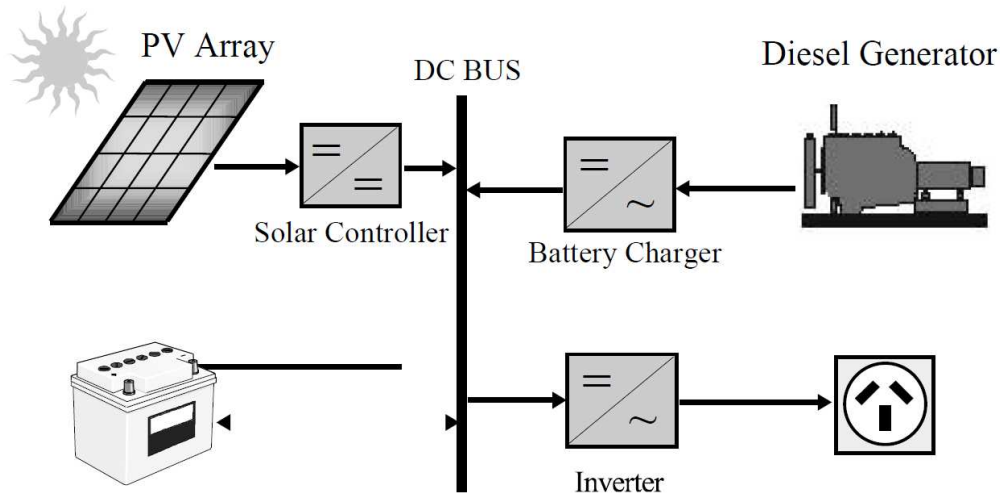 PV Array
DC BUS
Diesel Generator
Solar Controller
Battery Charger
Inverter